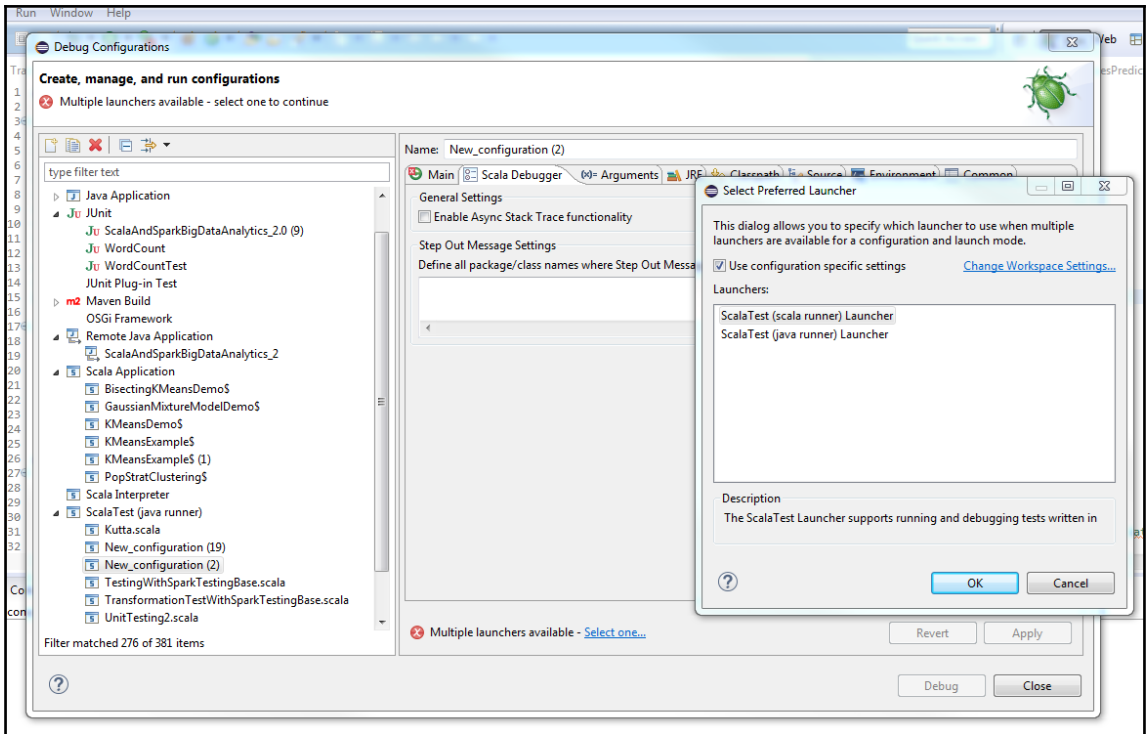 Run Window Help
Debug Configurations
Web
Create, manage, and run configurations
Multiple launchers available - select one to continue
type filter text
Java Application
JUnit
ScalaAndSparkBigDataAnalytics_2.0 (9)
WordCount
WordCountTest
JUnit Plug-in Test
Maven Build
OSGi Framework
Remote Java Application
ScalaAndSparkBigDataAnalytics_2
Scala Application
BisectingKMeansDemo$
GaussianMixtureModelDemo$
KMeansDemo$
KMeansExample$
KMeansExample$ (1)
PopStratClustering$
Scala Interpreter
ScalaTest (java runner)
Kutta.scala
New_configuration (19)
New_configuration (2)
TestingWithSparkTestingBase.scala
TransformationTestWithSparkTestingBase.scala
UnitTesting2.scala
Filter matched 276 of 381 items
Name: New_configuration (2)
Main Scala Debugger (x)= Arguments JRE Classpath Source Environment Common
General Settings
Enable Async Stack Trace functionality
Step Out Message Settings
Define all package/class names where Step Out Messa
Multiple launchers available - Select one...
Revert Apply
Debug Close
Select Preferred Launcher
This dialog allows you to specify which launcher to use when multiple
launchers are available for a configuration and launch mode.
Use configuration specific settings Change Workspace Settings...
Launchers:
ScalaTest (scala runner) Launcher
ScalaTest (java runner) Launcher
Description
The ScalaTest Launcher supports running and debugging tests written in
OK Cancel